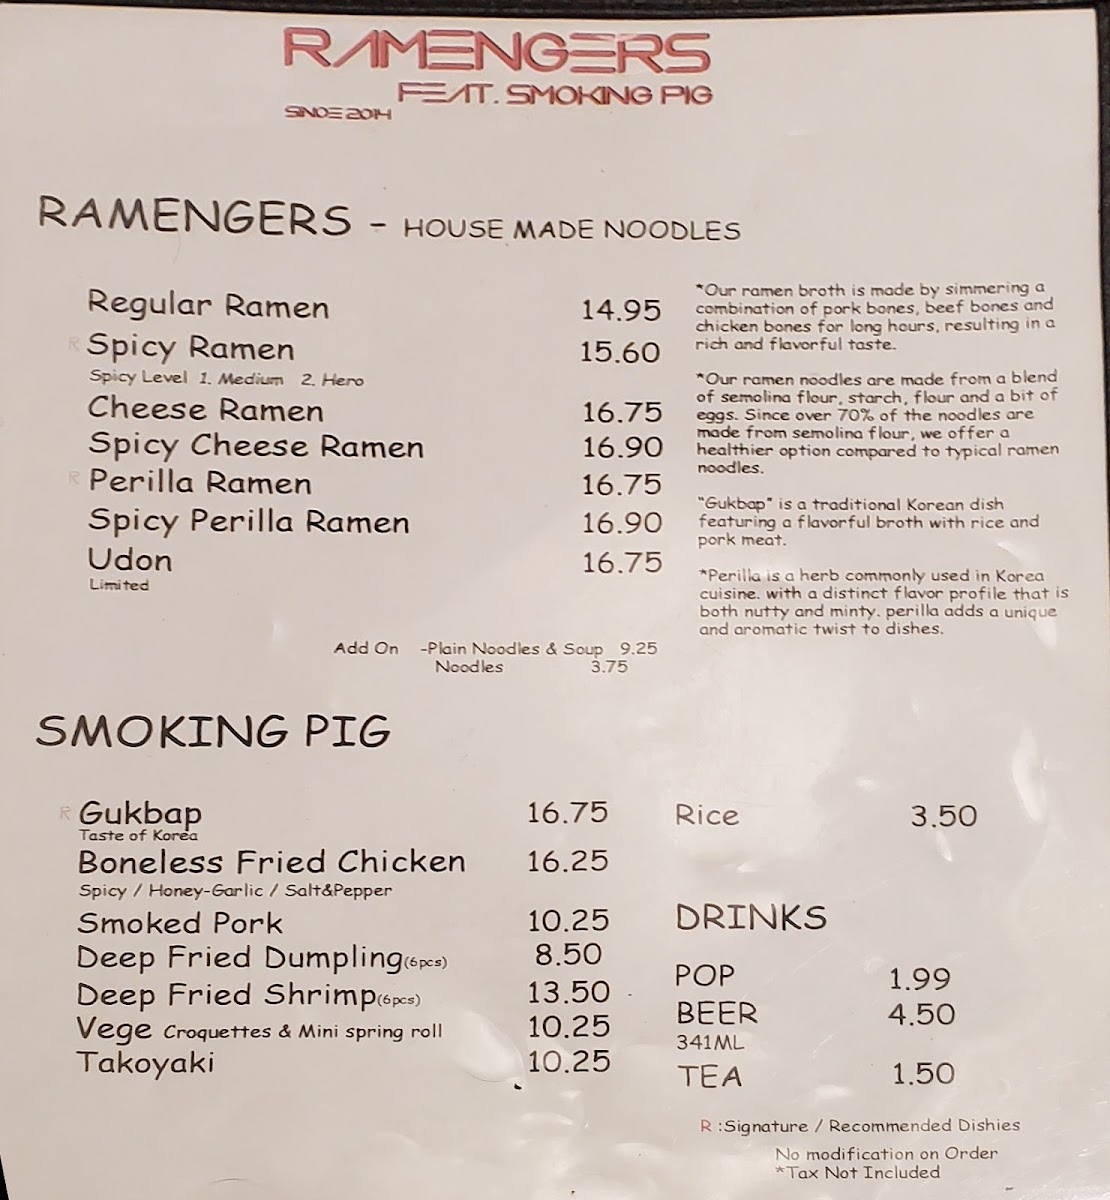 RAMENGERS
FEAT. SMOKING PIG
SINCE 2014
RAMENGERS - HOUSE MADE NOODLES
Regular Ramen 14.95
R Spicy Ramen 15.60
Spicy Level 1. Medium 2. Hero
Cheese Ramen 16.75
Spicy Cheese Ramen 16.90
R Perilla Ramen 16.75
Spicy Perilla Ramen 16.90
Udon 16.75
Limited
Add On -Plain Noodles & Soup 9.25
Noodles 3.75
*Our ramen broth is made by simmering a
combination of pork bones, beef bones and
chicken bones for long hours, resulting in a
rich and flavorful taste.
*Our ramen noodles are made from a blend
of semolina flour, starch, flour and a bit of
eggs. Since over 70% of the noodles are
made from semolina flour, we offer a
healthier option compared to typical ramen
noodles.
"Gukbap" is a traditional Korean dish
featuring a flavorful broth with rice and
pork meat.
*Perilla is a herb commonly used in Korea
cuisine. with a distinct flavor profile that is
both nutty and minty. perilla adds a unique
and aromatic twist to dishes.
SMOKING PIG
R Gukbap 16.75
Taste of Korea
Boneless Fried Chicken 16.25
Spicy / Honey-Garlic / Salt&Pepper
Smoked Pork 10.25
Deep Fried Dumpling(6pcs) 8.50
Deep Fried Shrimp(6pcs) 13.50
Vege Croquettes & Mini spring roll 10.25
Takoyaki 10.25
Rice 3.50
DRINKS
POP 1.99
BEER 4.50
341ML
TEA 1.50
R :Signature / Recommended Dishies
No modification on Order
*Tax Not Included